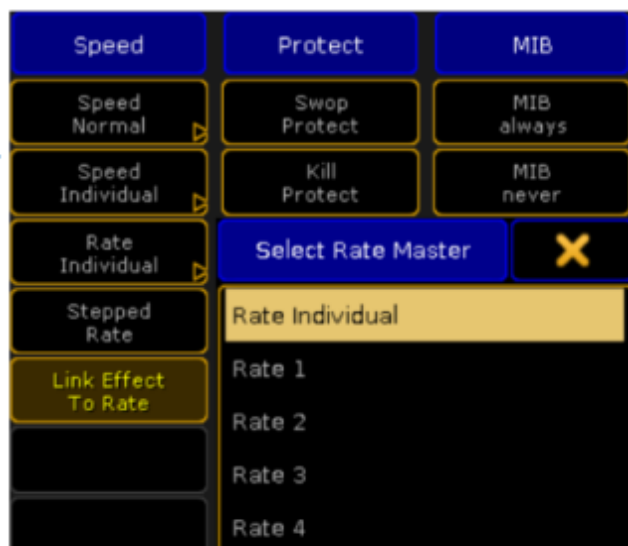 Speed
Protect
MIB
Speed
Normal
Swop
Protect
MIB
always
Speed
Individual
Kill
Protect
MIB
never
Rate
Individual
Select Rate Master
Stepped
Rate
Rate Individual
Link Effect
To Rate
Rate 1
Rate 2
Rate 3
Rate 4